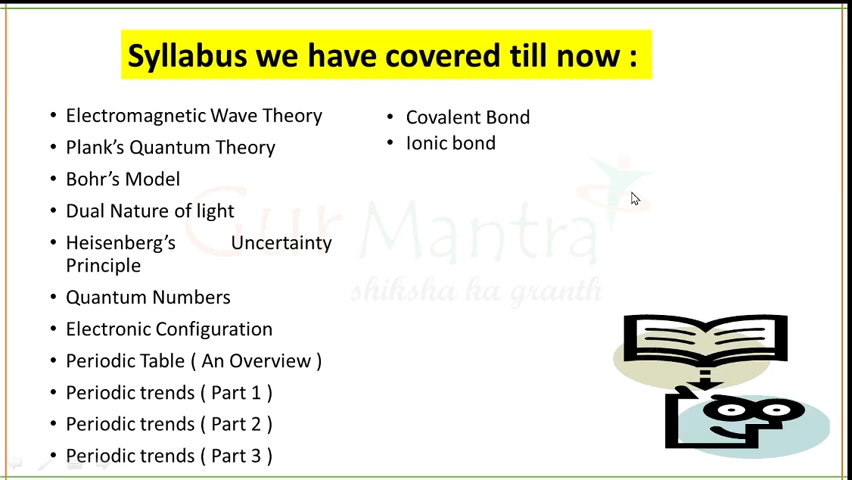 Syllabus we have covered till now :
• Electromagnetic Wave Theory
• Plank’s Quantum Theory
• Bohr’s Model
• Dual Nature of light
• Heisenberg’s Uncertainty
Principle
• Quantum Numbers
• Electronic Configuration
• Periodic Table ( An Overview )
• Periodic trends ( Part 1 )
• Periodic trends ( Part 2 )
• Periodic trends ( Part 3 )
• Covalent Bond
• Ionic bond
Gur Mantra
shiksha ka granth